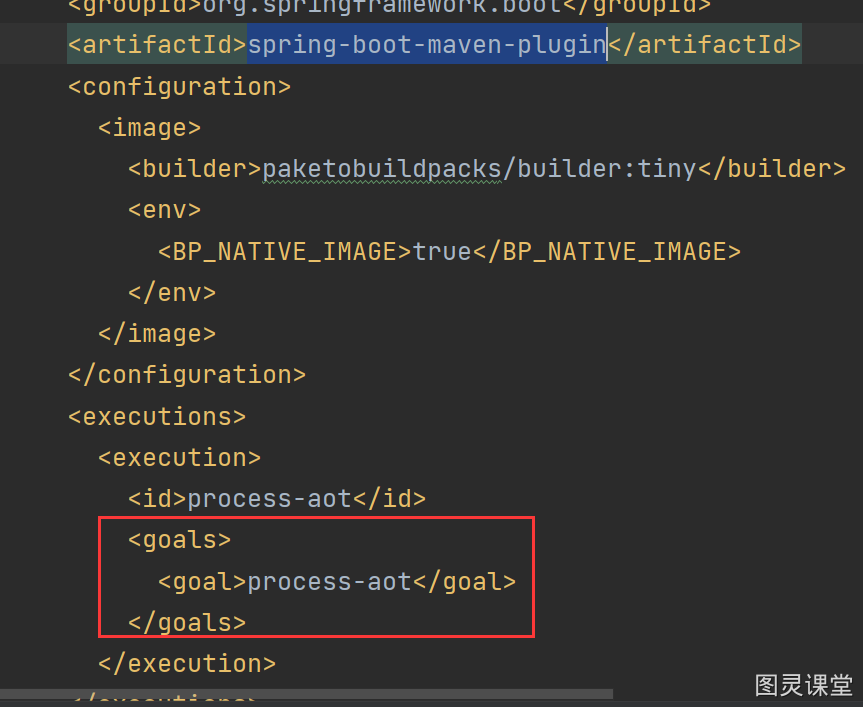 <groupId>org.springframework.boot</groupId>
<artifactId>spring-boot-maven-plugin</artifactId>
<configuration>
<image>
<builder>paketobuildpacks/builder:tiny</builder>
<env>
<BP_NATIVE_IMAGE>true</BP_NATIVE_IMAGE>
</env>
</image>
</configuration>
<executions>
<execution>
<id>process-aot</id>
<goals>
<goal>process-aot</goal>
</goals>
</execution>
</executions>
图灵课堂